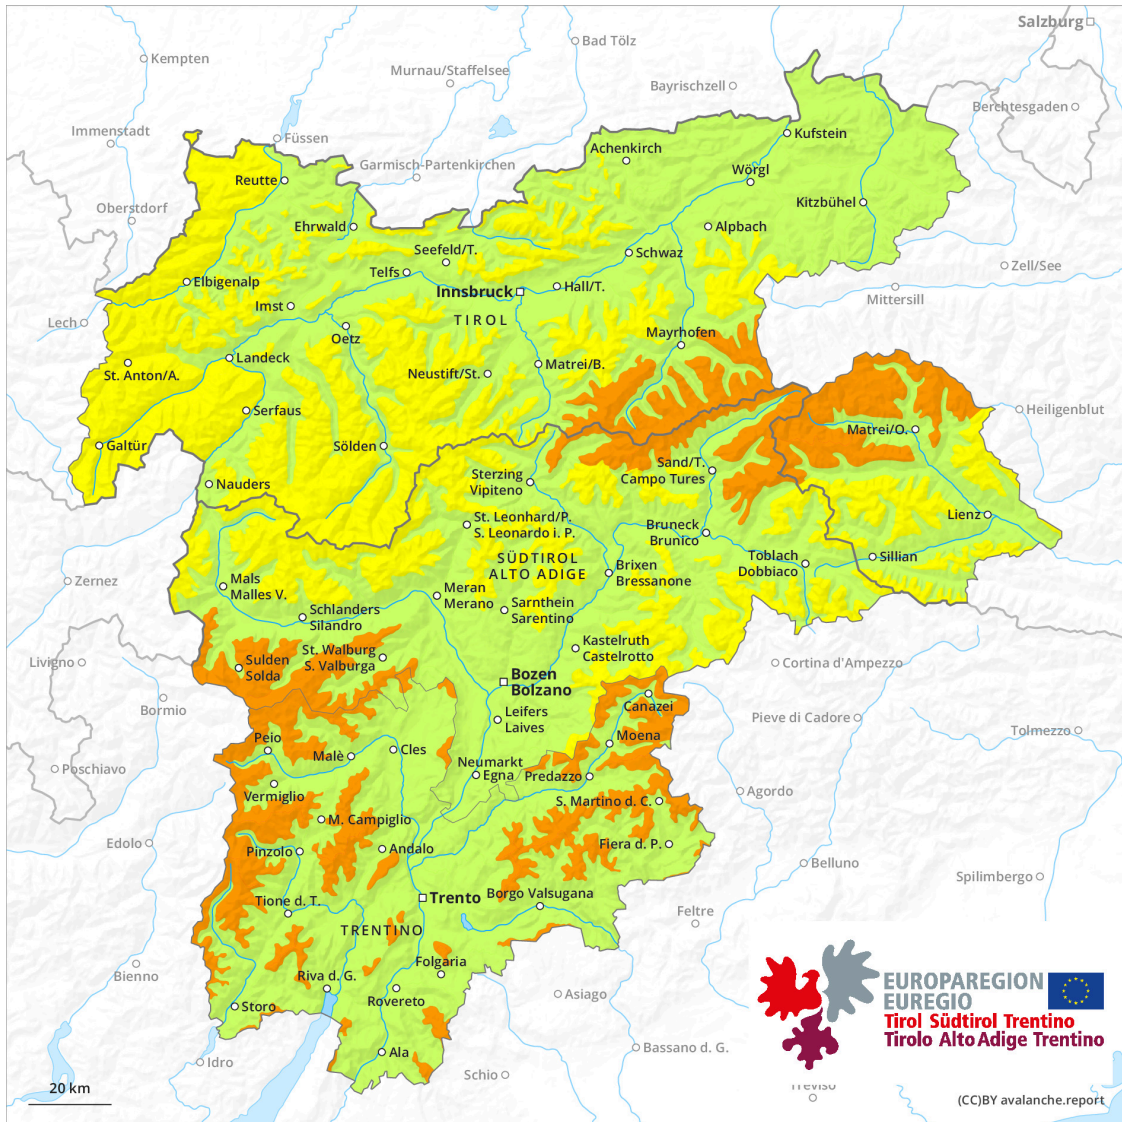 Salzburg
Bad Tölz
Kempten
Murnau/Staffelsee
Bayrischzell
Berchtesgaden
Immenstadt
Füssen
Kufstein
Achenkirch
Garmisch-Partenkirchen
Wörgl
Reutte
Kitzbühel
Oberstdorf
Ehrwald
Alpbach
Seefeld/T.
Schwaz
Zell/See
Telfs
Elbigenalp
Hall/T.
Innsbruck
Mittersill
Imst
TIROL
Lech
Mayrhofen
Oetz
Landeck
Matrei/B.
St. Anton/A.
Neustift/St.
Serfaus
Heiligenblut
Matrei/O.
Galtür
Sölden
Sand/T.
Campo Tures
Sterzing
Vipiteno
Nauders
Lienz
St. Leonhard/P.
S. Leonardo i. P.
Bruneck
Brunico
SÜDTIROL
ALTO ADIGE
Toblach
Dobbiaco
Sillian
Brixen
Bressanone
Zernez
Mals
Malles V.
Meran
Merano
Sarnthein
Sarentino
Schlanders
Silandro
Kastelruth
Castelrotto
St. Walburg
S. Valburga
Livigno
Sulden
Solda
Cortina d'Ampezzo
Bozen
Bolzano
Bormio
Canazei
Leifers
Laives
Pieve di Cadore
Tolmezzo
Peio
Moena
Cles
Malè
Neumarkt
Egna
Poschiavo
Predazzo
Vermiglio
Agordo
S. Martino d. C.
M. Campiglio
Edolo
Pinzolo
Andalo
Fiera d. P.
Belluno
Spilimbergo
Trento
Borgo Valsugana
Tione d. T.
Feltre
TRENTINO
Folgaria
Bienno
Riva d. G.
EUROPAREGION
EUREGIO
Tirol Südtirol Trentino
Tirolo Alto Adige Trentino
Asiago
Rovereto
Storo
Bassano d. G.
Ala
Idro
Schio
Treviso
20 km
(CC)BY avalanche.report